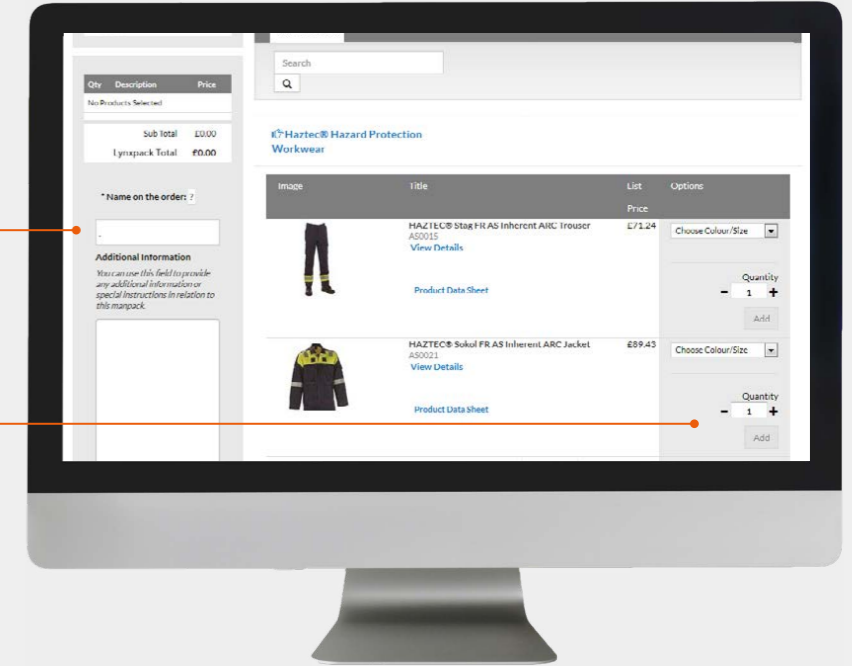 Qty Description Price
No Products Selected
Sub Total £0.00
Lynxpack Total £0.00
* Name on the order: ?
.
Additional Information
You can use this field to provide
any additional information or
special instructions in relation to
this manpack.
Search
Haztec® Hazard Protection
Workwear
Image Title List Price Options
HAZTEC® Stag FR AS Inherent ARC Trouser £71.24 Choose Colour/Size
AS0015
View Details
Quantity
Product Data Sheet
- 1 +
Add
HAZTEC® Sokol FR AS Inherent ARC Jacket £89.43 Choose Colour/Size
AS0021
View Details
Quantity
Product Data Sheet
- 1 +
Add